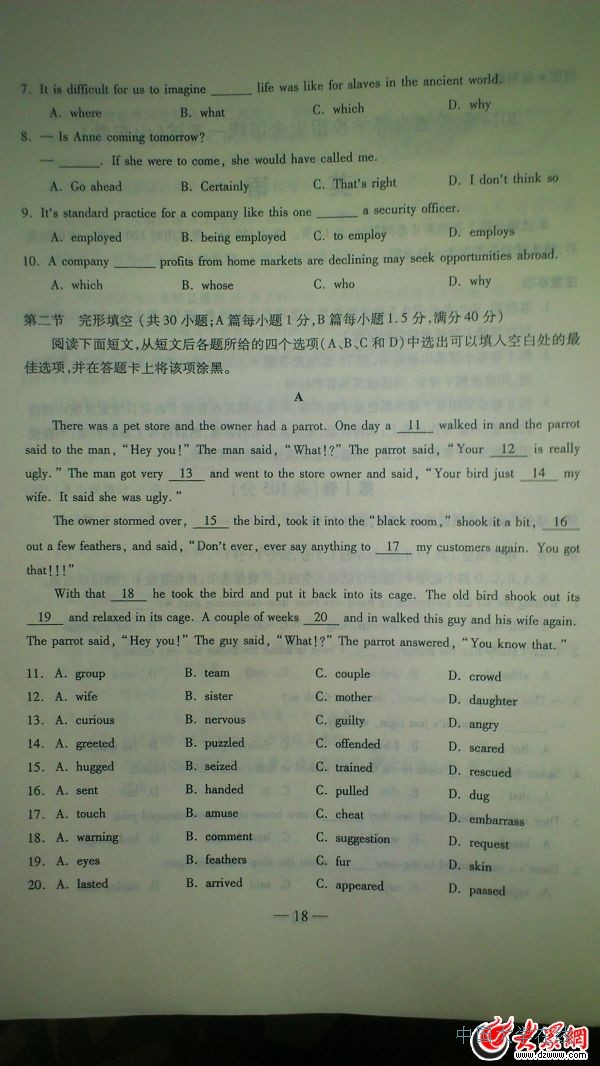 7. It is difficult for us to imagine ______ life was like for slaves in the ancient world.
A. where B. what C. which D. why
8. — Is Anne coming tomorrow?
— ______. If she were to come, she would have called me.
A. Go ahead B. Certainly C. That's right D. I don't think so
9. It's standard practice for a company like this one ______ a security officer.
A. employed B. being employed C. to employ D. employs
10. A company ______ profits from home markets are declining may seek opportunities abroad.
A. which B. whose C. who D. why
第二节 完形填空(共30小题;A篇每小题1分,B篇每小题1.5分,满分40分)
阅读下面短文,从短文后各题所给的四个选项(A、B、C和D)中选出可以填入空白处的最
佳选项,并在答题卡上将该项涂黑。
A
There was a pet store and the owner had a parrot. One day a 11 walked in and the parrot
said to the man, “Hey you!” The man said, “What!?” The parrot said, “Your 12 is really
ugly.” The man got very 13 and went to the store owner and said, “Your bird just 14 my
wife. It said she was ugly.”
The owner stormed over, 15 the bird, took it into the “black room,” shook it a bit, 16
out a few feathers, and said, “Don't ever, ever say anything to 17 my customers again. You got
that!!!”
With that 18 he took the bird and put it back into its cage. The old bird shook out its
19 and relaxed in its cage. A couple of weeks 20 and in walked this guy and his wife again.
The parrot said, “Hey you!” The guy said, “What!?” The parrot answered, “You know that.”
11. A. group B. team C. couple D. crowd
12. A. wife B. sister C. mother D. daughter
13. A. curious B. nervous C. guilty D. angry
14. A. greeted B. puzzled C. offended D. scared
15. A. hugged B. seized C. trained D. rescued
16. A. sent B. handed C. pulled D. dug
17. A. touch B. amuse C. cheat D. embarrass
18. A. warning B. comment C. suggestion D. request
19. A. eyes B. feathers C. fur D. skin
20. A. lasted B. arrived C. appeared D. passed
— 18 —
大众网
www.dzwww.com